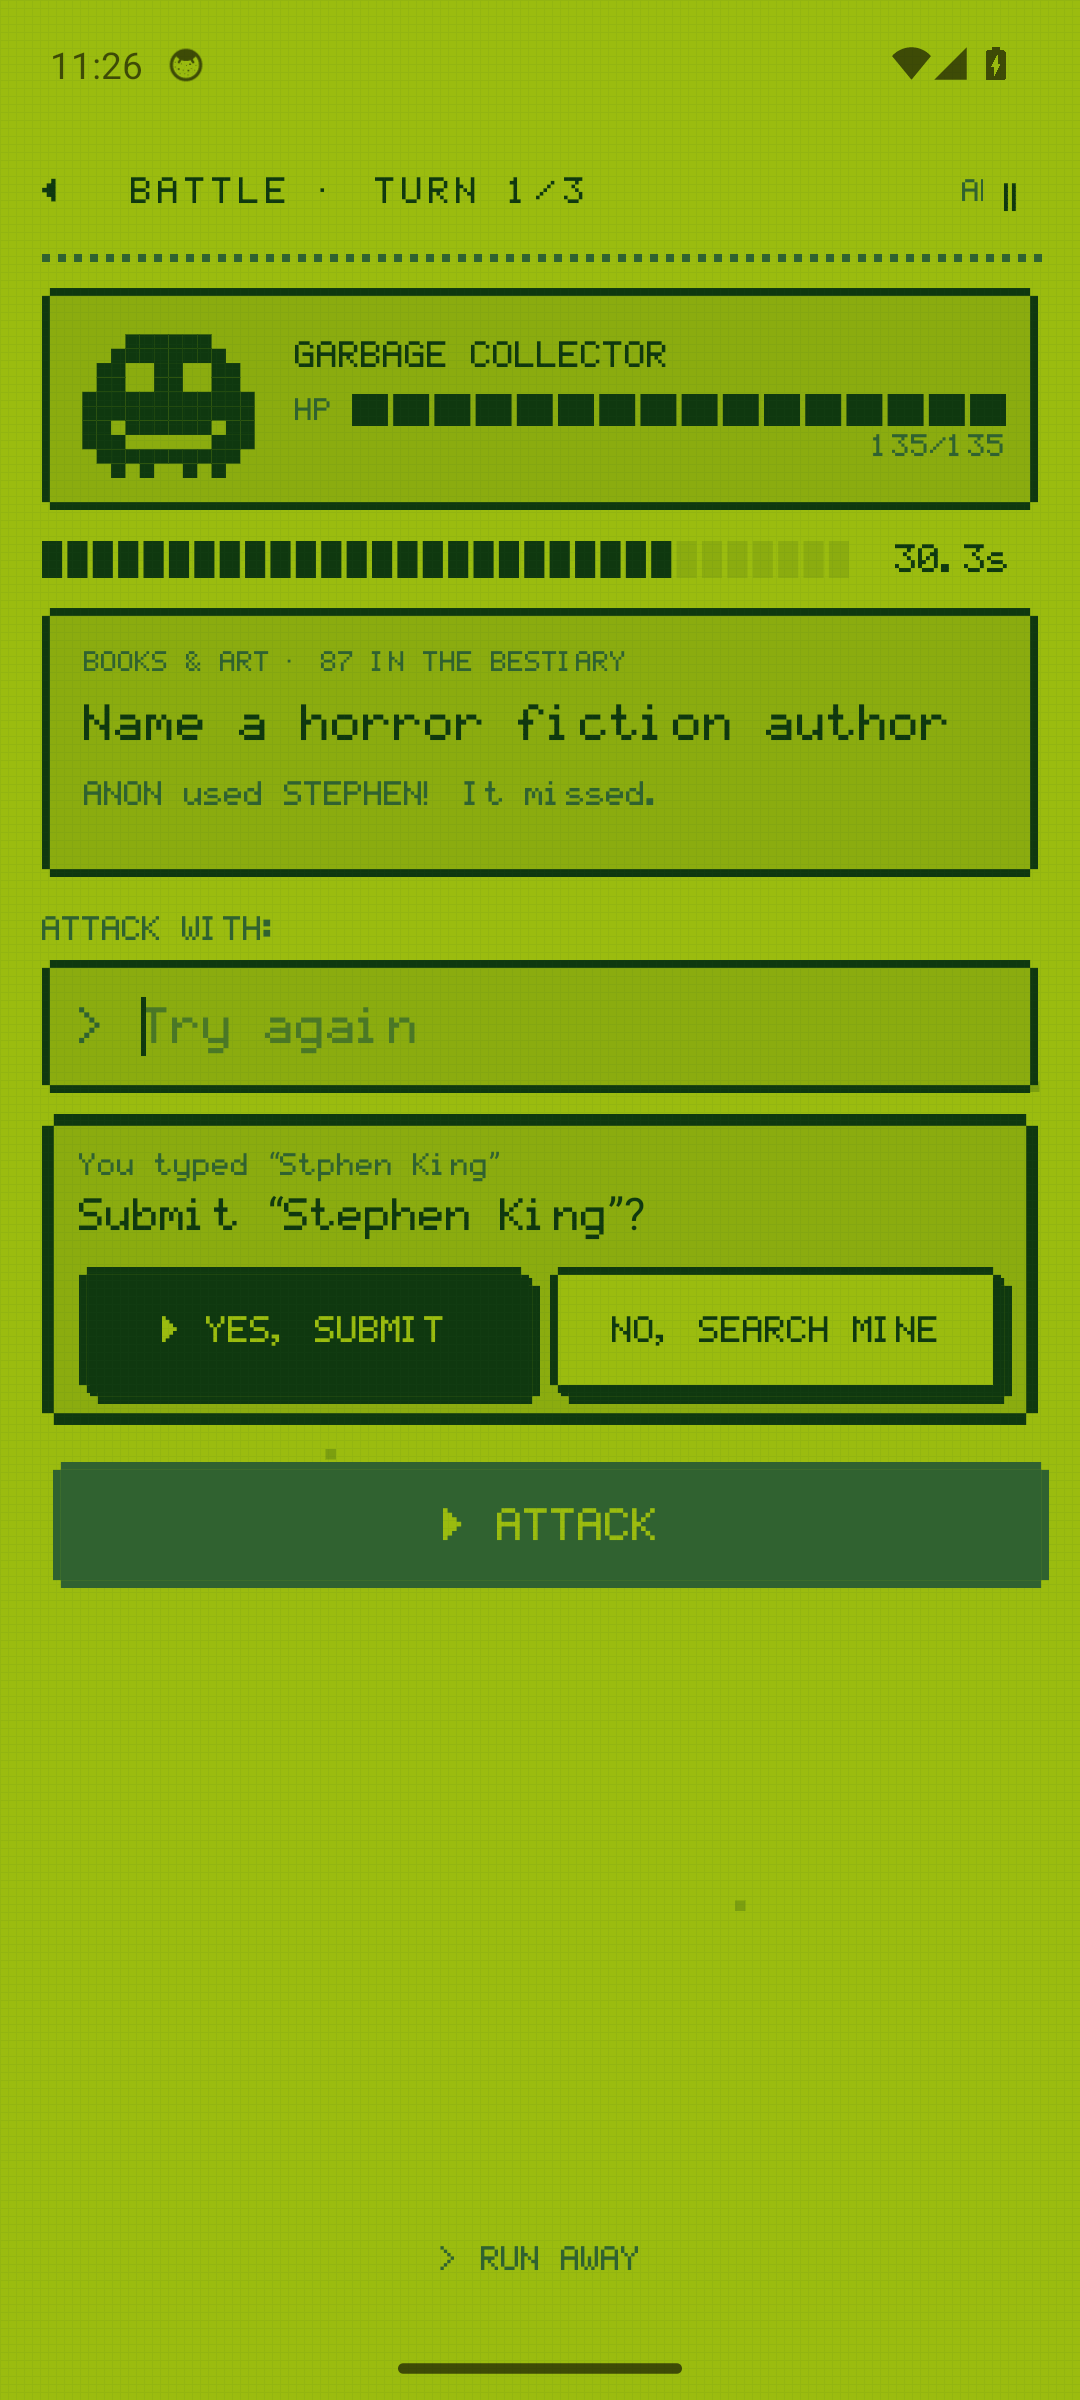 11:26
BATTLE · TURN 1/3
GARBAGE COLLECTOR
HP
135/135
30.3s
BOOKS & ART · 87 IN THE BESTIARY
Name a horror fiction author
ANON used STEPHEN! It missed.
ATTACK WITH:
> Try again
You typed “Stphen King”
Submit “Stephen King”?
YES, SUBMIT
NO, SEARCH MINE
ATTACK
> RUN AWAY